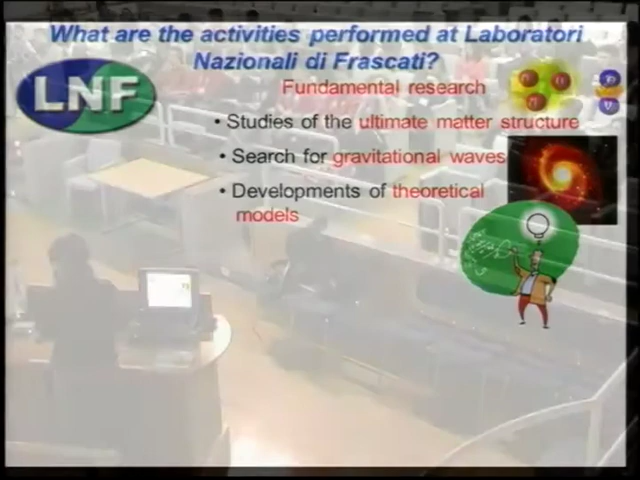 What are the activities performed at Laboratori
Nazionali di Frascati?
LNF
Fundamental research
• Studies of the ultimate matter structure
• Search for gravitational waves
• Developments of theoretical
models